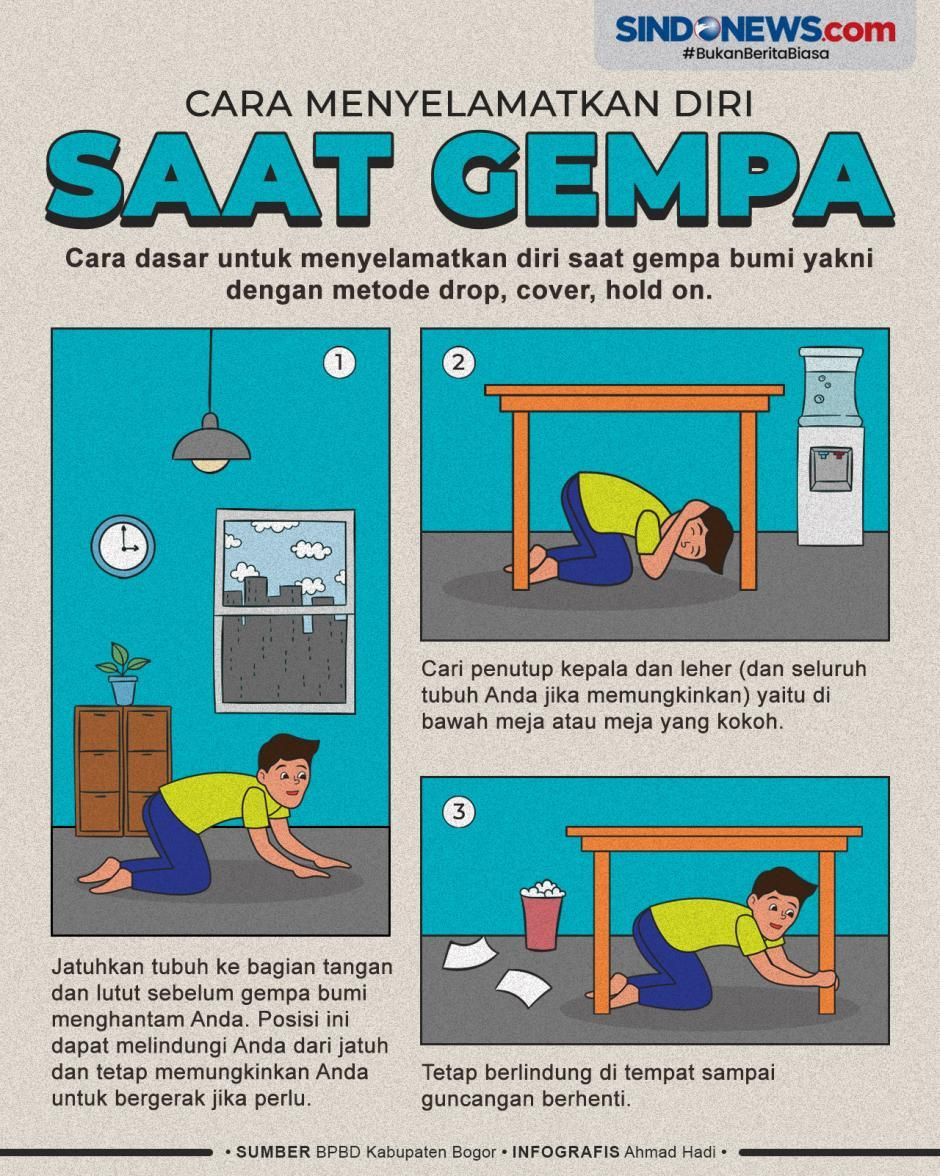 SINDONEWS.com
#BukanBeritaBiasa
CARA MENYELAMATKAN DIRI
SAAT GEMPA
Cara dasar untuk menyelamatkan diri saat gempa bumi yakni
dengan metode drop, cover, hold on.
1
Jatuhkan tubuh ke bagian tangan
dan lutut sebelum gempa bumi
menghantam Anda. Posisi ini
dapat melindungi Anda dari jatuh
dan tetap memungkinkan Anda
untuk bergerak jika perlu.
2
Cari penutup kepala dan leher (dan seluruh
tubuh Anda jika memungkinkan) yaitu di
bawah meja atau meja yang kokoh.
3
Tetap berlindung di tempat sampai
guncangan berhenti.
• SUMBER BPBD Kabupaten Bogor • INFOGRAFIS Ahmad Hadi •